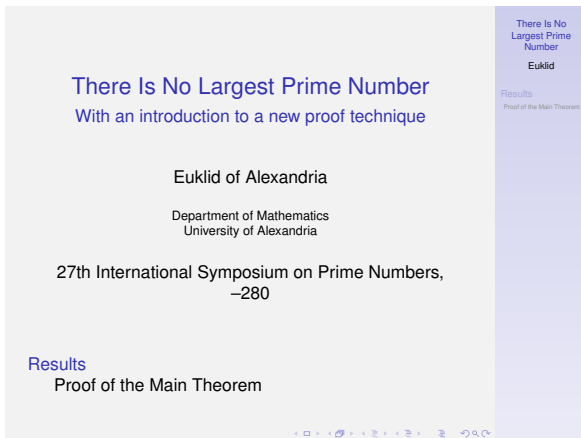 There Is No Largest Prime Number
With an introduction to a new proof technique
Euklid of Alexandria
Department of Mathematics
University of Alexandria
27th International Symposium on Prime Numbers,
–280
Results
Proof of the Main Theorem
There Is No
Largest Prime
Number
Euklid
Results
Proof of the Main Theorem